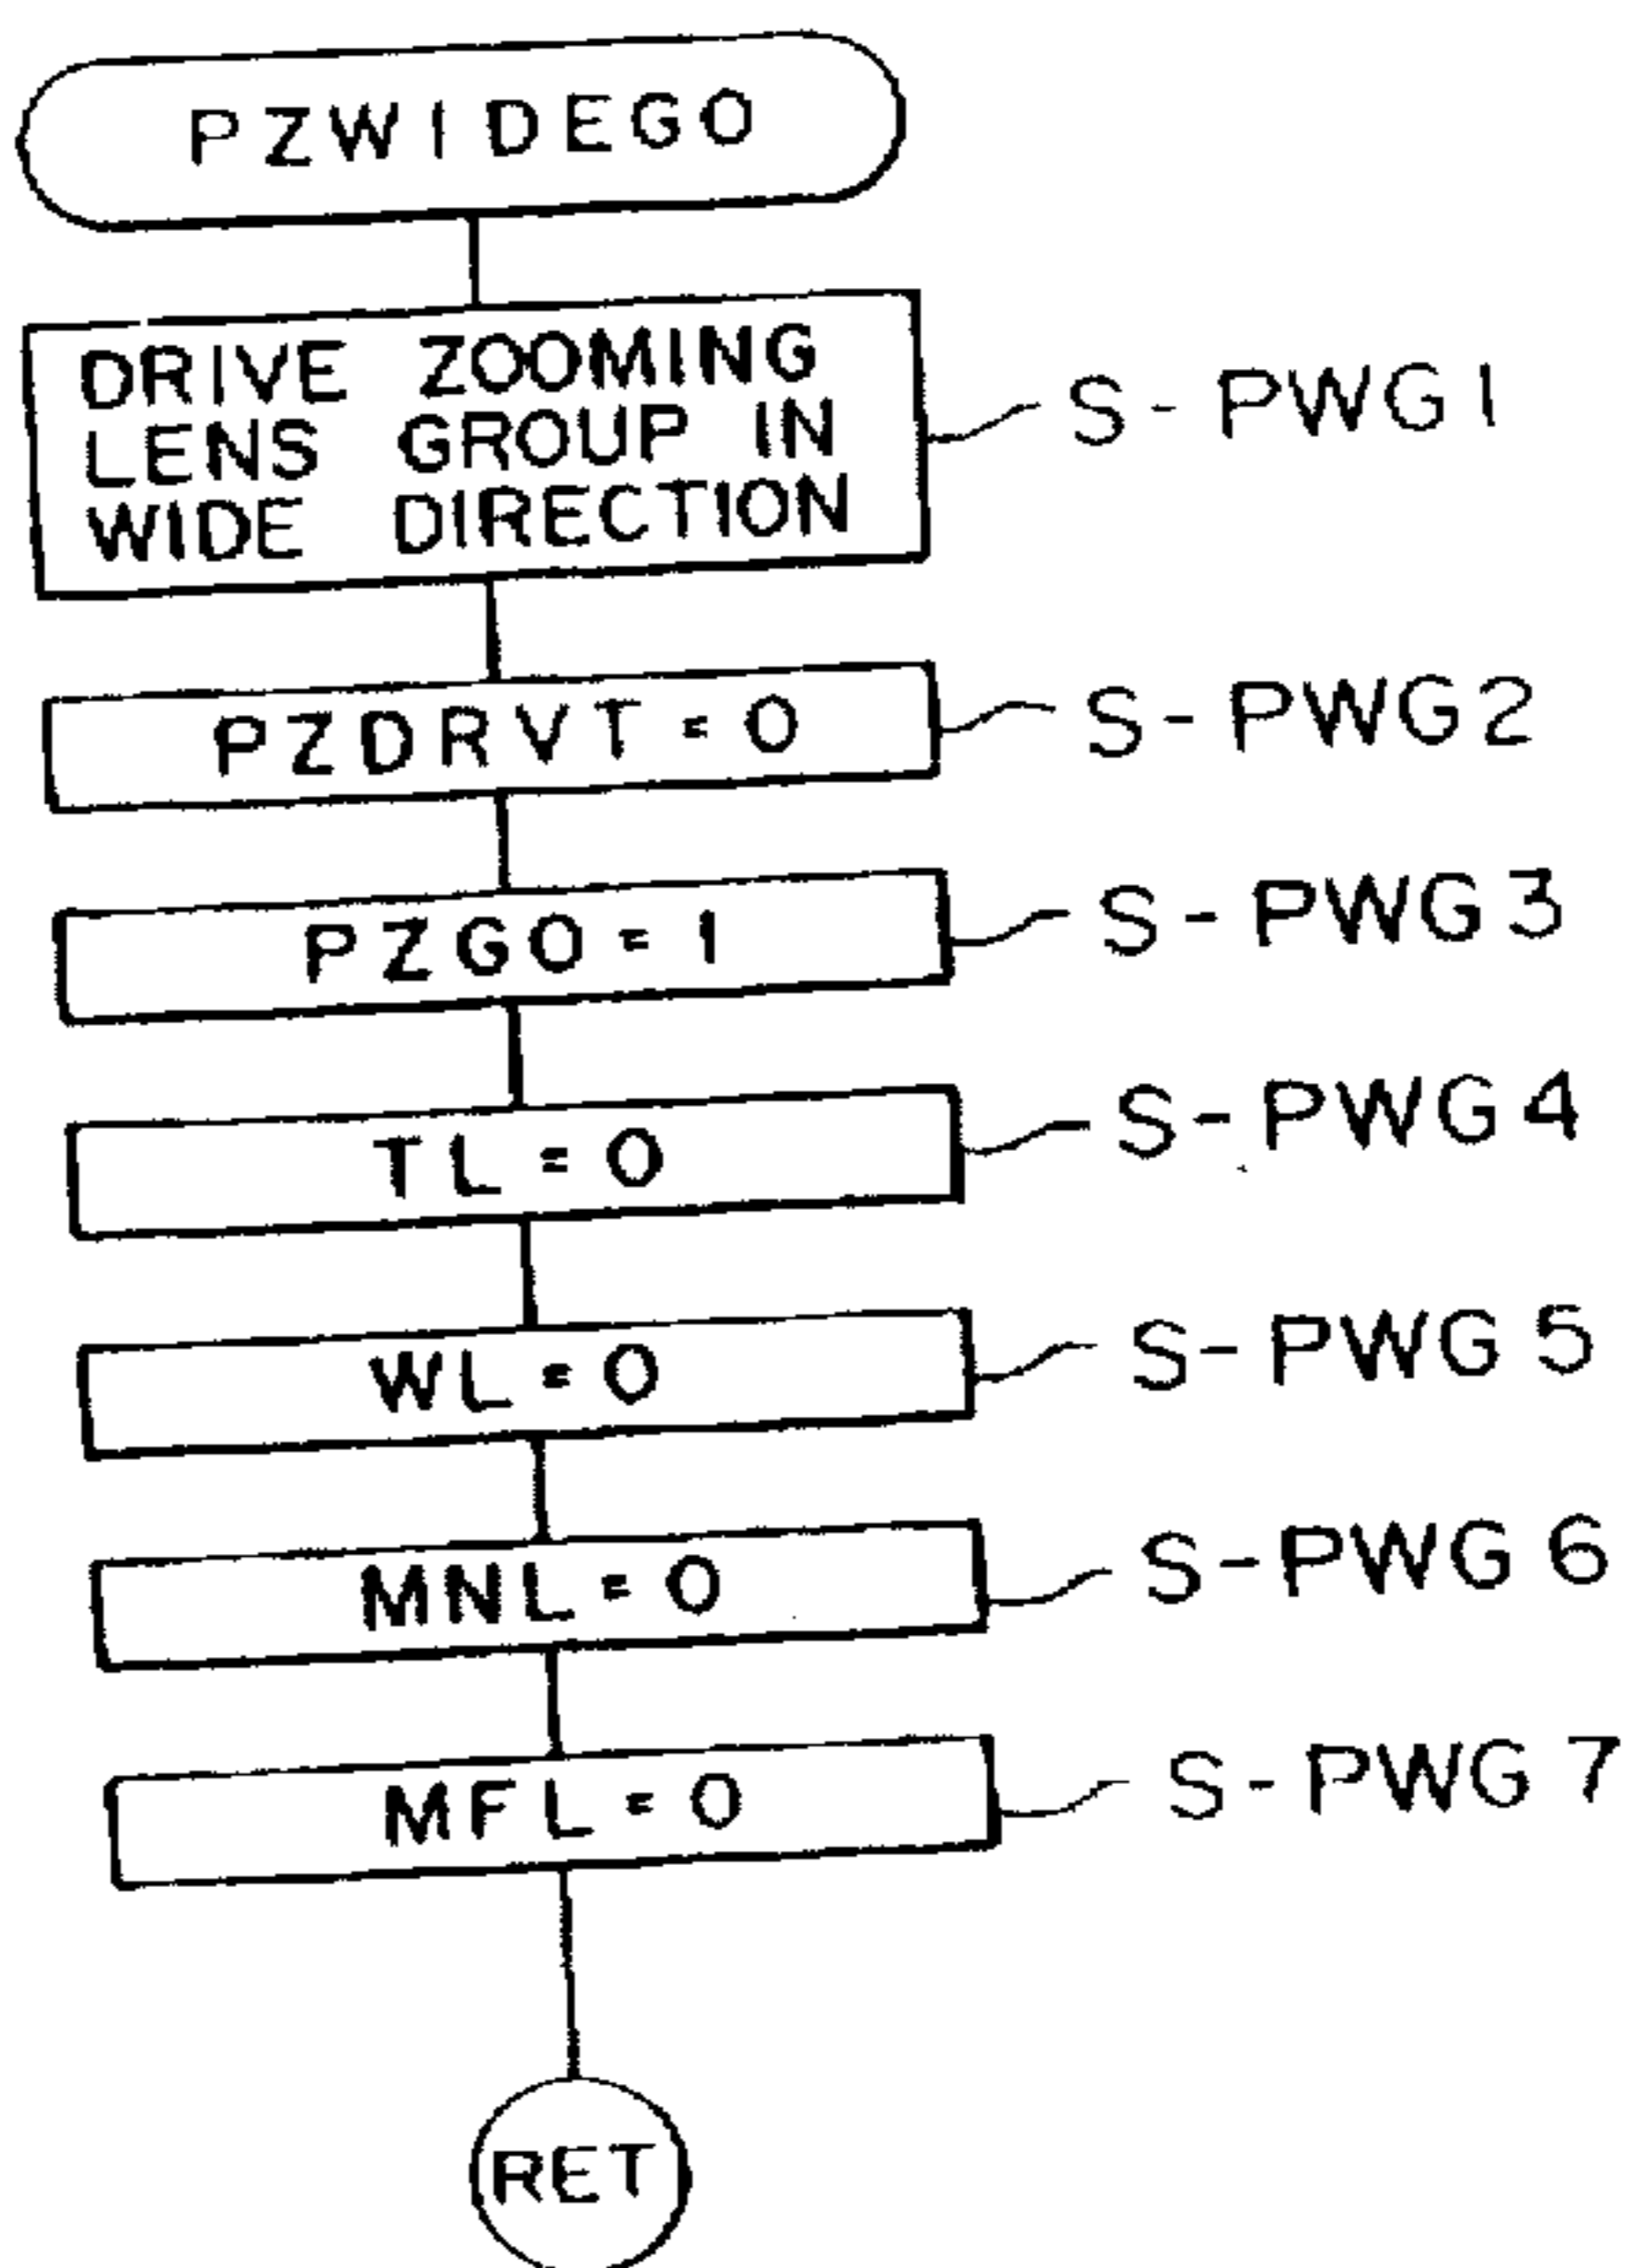 PZWIDEGO
DRIVE ZOOMING
LENS GROUP IN
WIDE DIRECTION
S-PWG1
PZDRVT=0
S-PWG2
PZGO=1
S-PWG3
TL=0
S-PWG4
WL=0
S-PWG5
MNL=0
S-PWG6
MFL=0
S-PWG7
RET